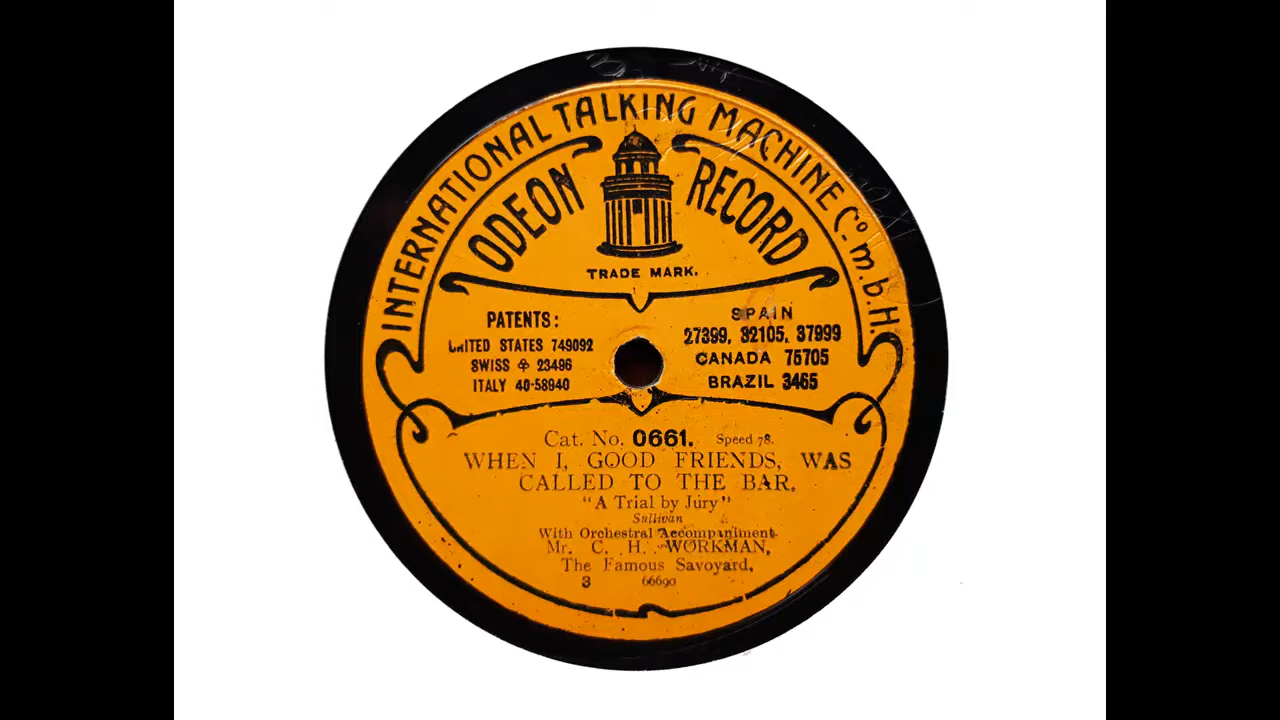 INTERNATIONAL TALKING MACHINE Co. m.b.H.
ODEON RECORD
TRADE MARK.
PATENTS:
UNITED STATES 749092
SWISS ✠ 23496
ITALY 40-58940
SPAIN
27399, 32105, 37999
CANADA 75705
BRAZIL 3465
Cat. No. 0661. Speed 78.
WHEN I, GOOD FRIENDS, WAS
CALLED TO THE BAR.
"A Trial by Jury"
Sullivan
With Orchestral Accompaniment.
Mr. C. H. WORKMAN,
The Famous Savoyard.
3 66690